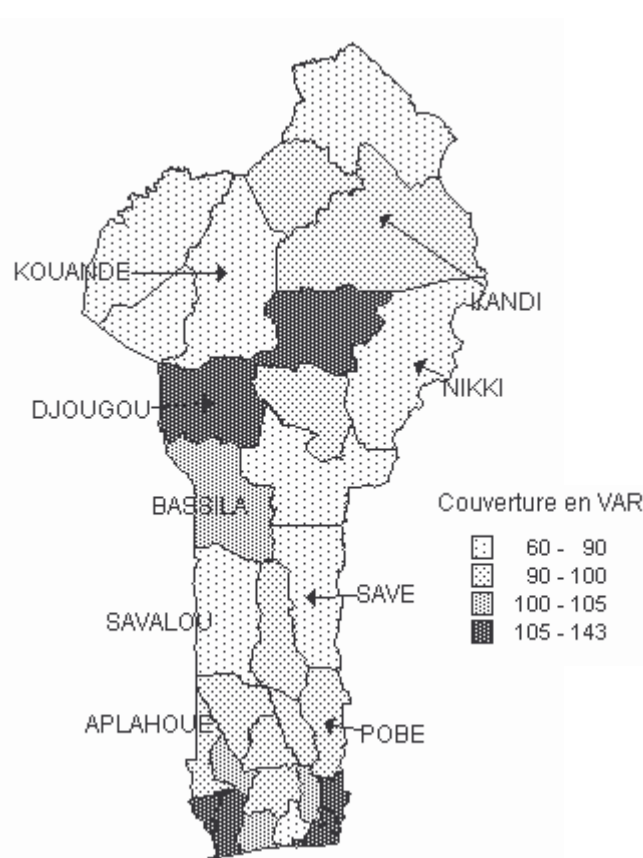 KOUANDE
KANDI
NIKKI
DJOUGOU
BASSILA
Couverture en VAR
60 - 90
90 - 100
100 - 105
105 - 143
SAVE
SAVALOU
APLAHOUE
POBE